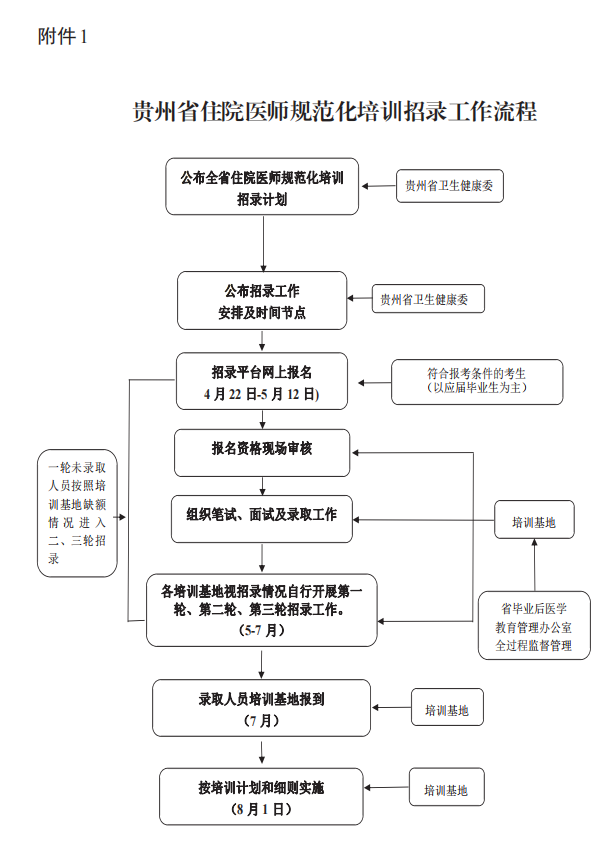 附件 1
贵州省住院医师规范化培训招录工作流程
公布全省住院医师规范化培训
招录计划
贵州省卫生健康委
公布招录工作
安排及时间节点
贵州省卫生健康委
招录平台网上报名
4 月 22 日-5 月 12 日)
符合报考条件的考生
（以应届毕业生为主）
报名资格现场审核
一轮未录取
人员按照培
训基地缺额
情况进入
二、三轮招
录
组织笔试、面试及录取工作
培训基地
各培训基地视招录情况自行开展第一
轮、第二轮、第三轮招录工作。
（5-7 月）
省毕业后医学
教育管理办公室
全过程监督管理
录取人员培训基地报到
（7 月）
培训基地
按培训计划和细则实施
（8 月 1 日）
培训基地